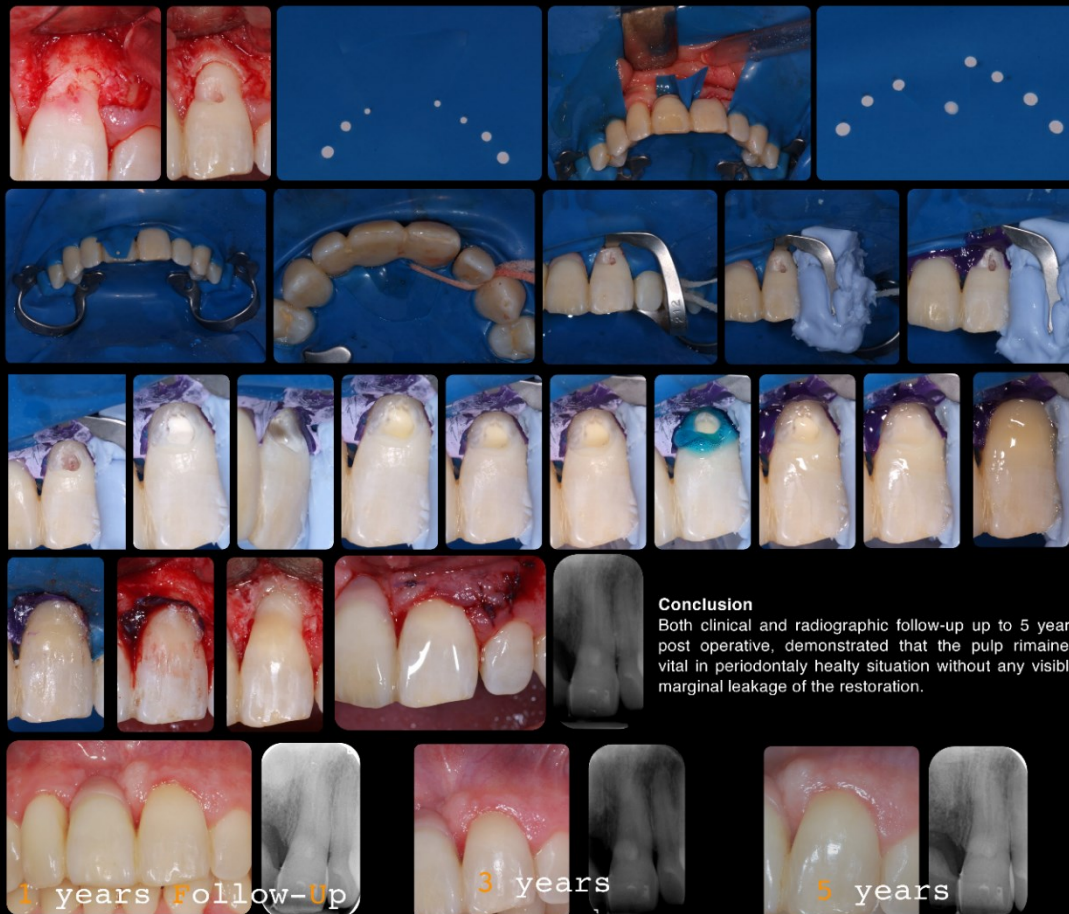 Conclusion
Both clinical and radiographic follow-up up to 5 year
post operative, demonstrated that the pulp rimaine
vital in periodontaly healty situation without any visibl
marginal leakage of the restoration.
1 years Follow-Up
3 years
5 years